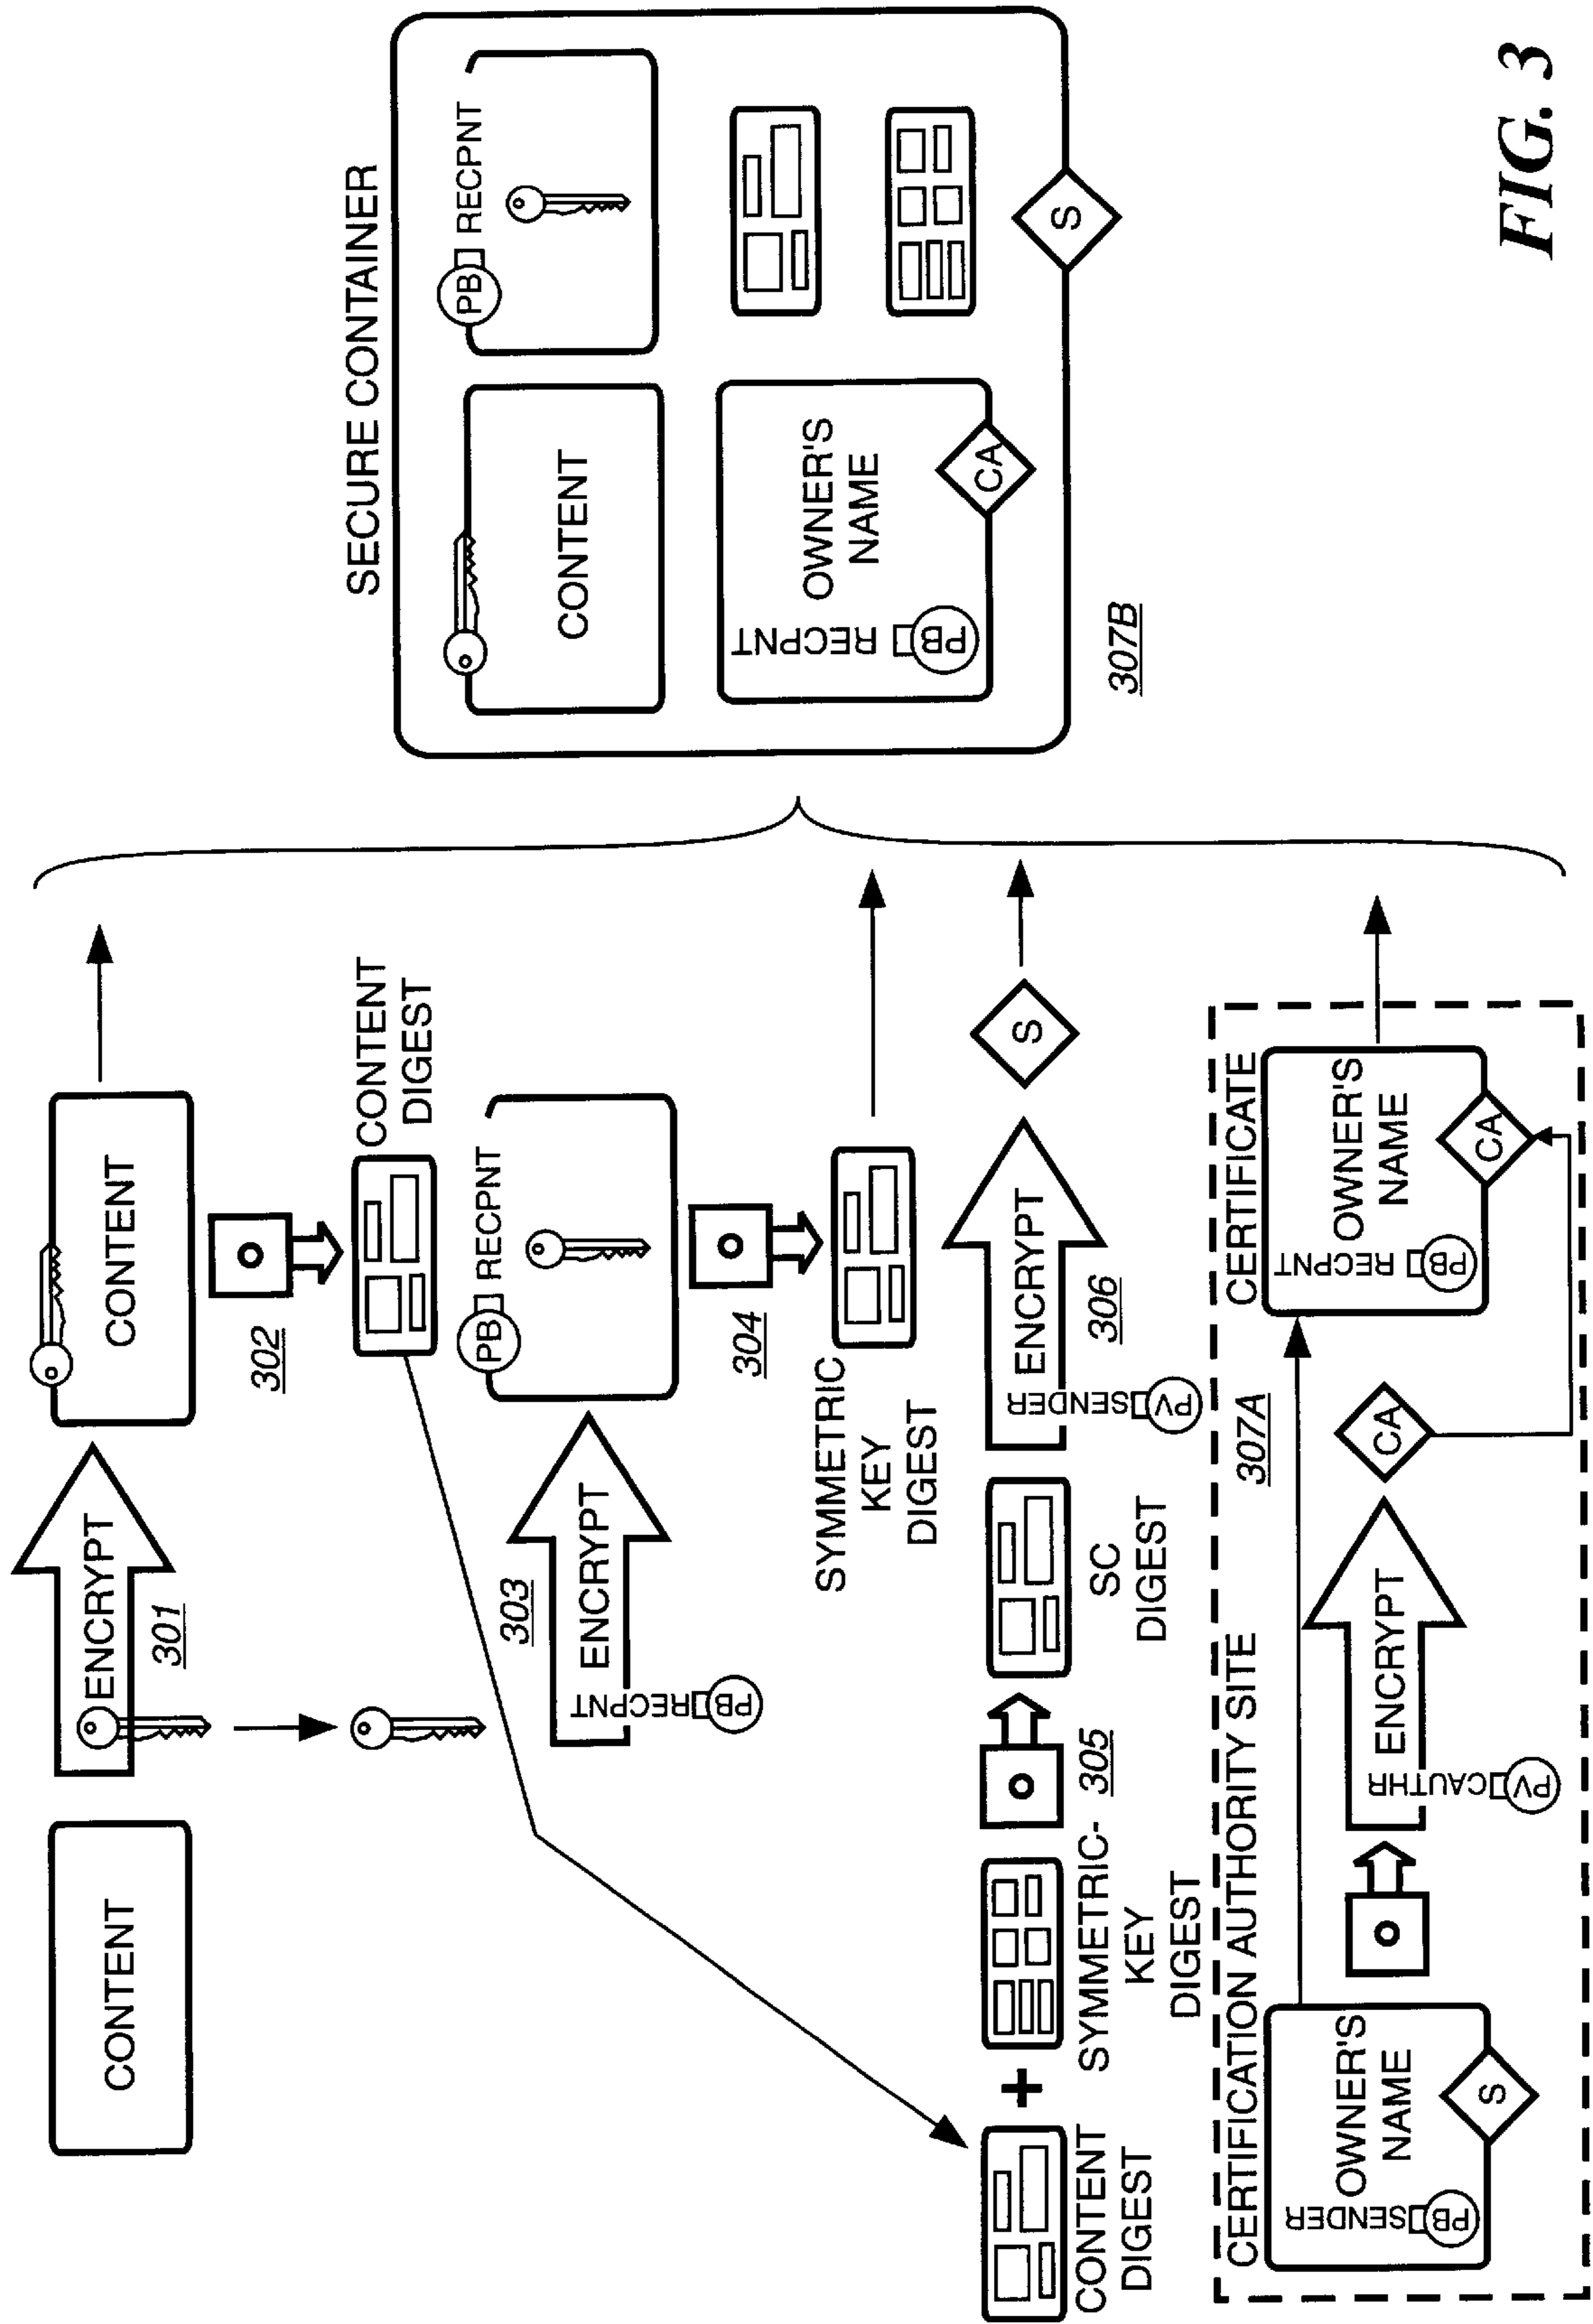 CONTENT
ENCRYPT
301
CONTENT
302
CONTENT
DIGEST
303
ENCRYPT
RECPNT
PB
PB
RECPNT
304
SYMMETRIC
KEY
DIGEST
CONTENT
DIGEST
+
SYMMETRIC-
KEY
DIGEST
305
SC
DIGEST
ENCRYPT
SENDER
PV
306
S
CERTIFICATION AUTHORITY SITE
SENDER
PB
OWNER'S
NAME
S
ENCRYPT
CAUTHR
PV
CA
307A
CERTIFICATE
RECPNT
PB
OWNER'S
NAME
CA
SECURE CONTAINER
CONTENT
PB
RECPNT
RECPNT
PB
OWNER'S
NAME
CA
S
307B
FIG. 3